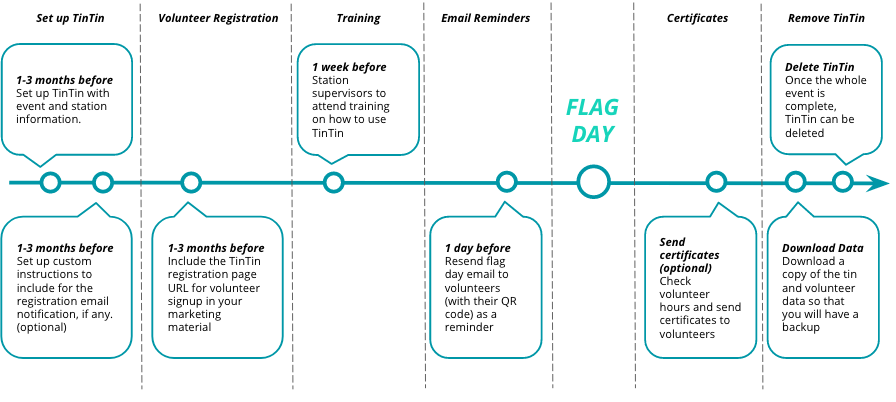 Set up TinTin
Volunteer Registration
Training
Email Reminders
Certificates
Remove TinTin
1-3 months before
Set up TinTin with
event and station
information.
1 week before
Station
supervisors to
attend training
on how to use
TinTin
FLAG
DAY
Delete TinTin
Once the whole
event is
complete,
TinTin can be
deleted
1-3 months before
Set up custom
instructions to
include for the
registration email
notification, if any.
(optional)
1-3 months before
Include the TinTin
registration page
URL for volunteer
signup in your
marketing
material
1 day before
Resend flag
day email to
volunteers
(with their QR
code) as a
reminder
Send
certificates
(optional)
Check
volunteer
hours and send
certificates to
volunteers
Download Data
Download a
copy of the tin
and volunteer
data so that
you will have a
backup